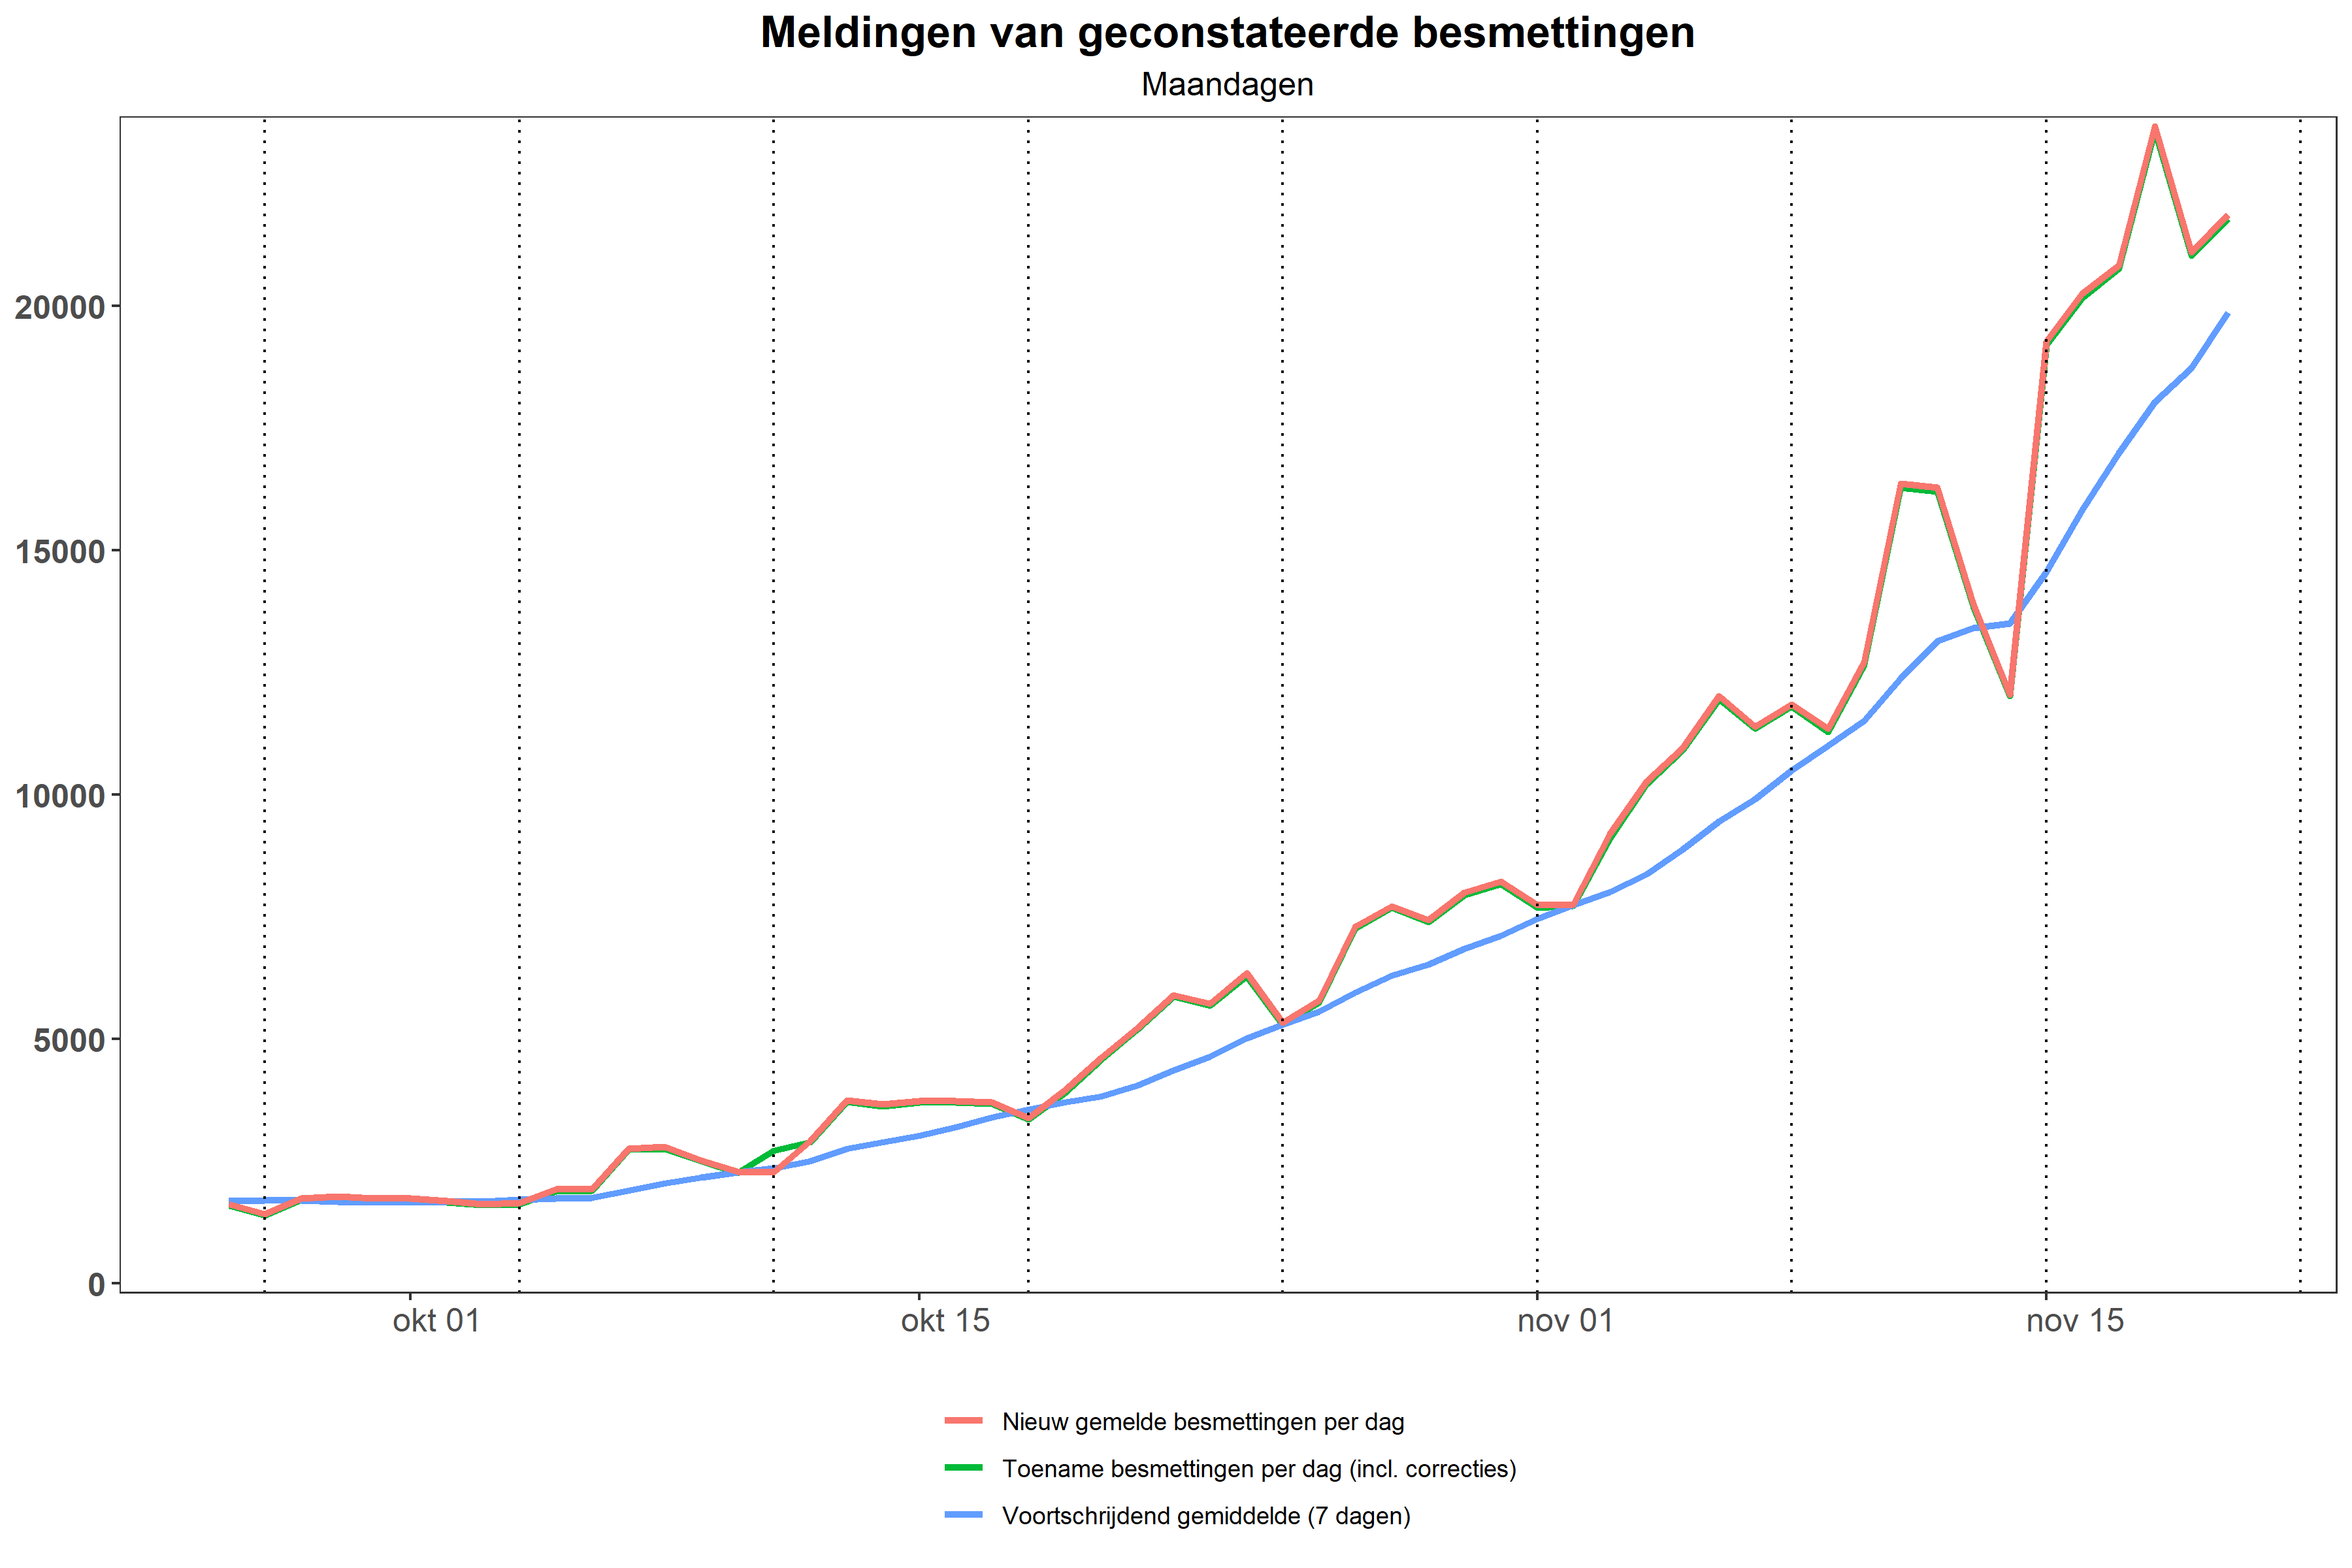 Meldingen van geconstateerde besmettingen
Maandagen
20000
15000
10000
5000
0
okt 01
okt 15
nov 01
nov 15
Nieuw gemelde besmettingen per dag
Toename besmettingen per dag (incl. correcties)
Voortschrijdend gemiddelde (7 dagen)